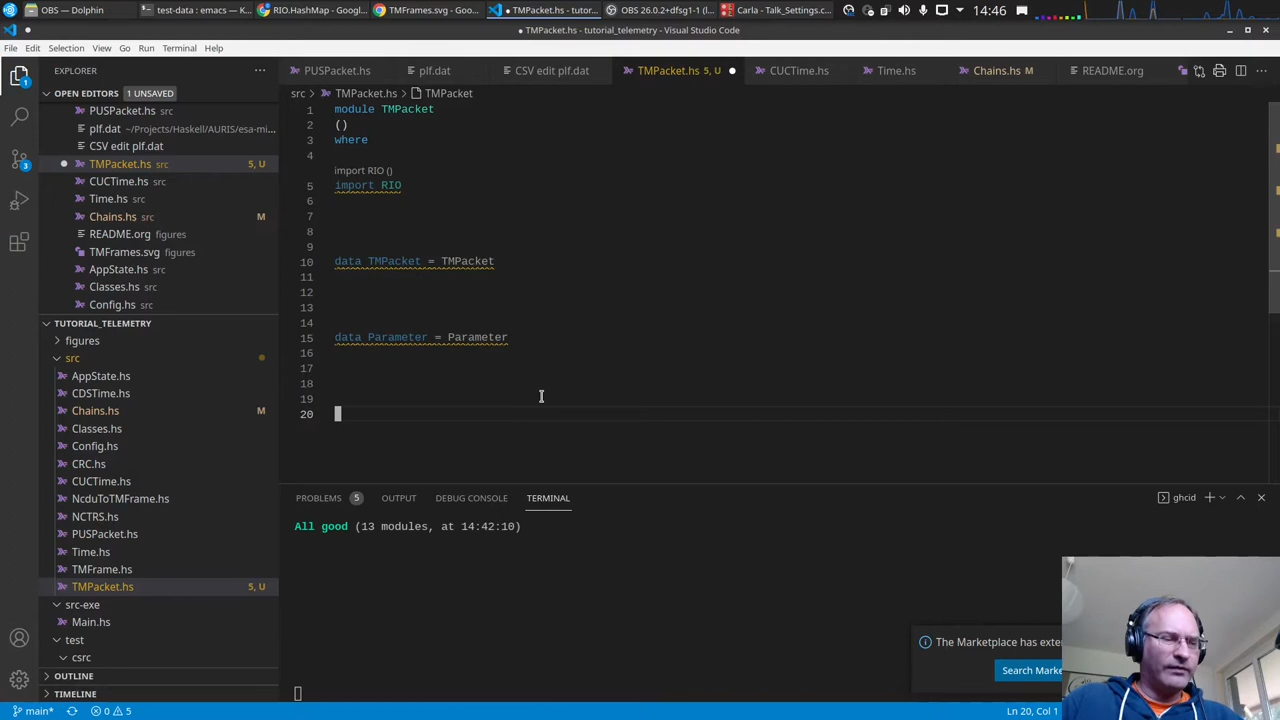 OBS — Dolphin
test-data : emacs — K...
RIO.HashMap - Googl...
TMFrames.svg - Goo...
● TMPacket.hs - tutor...
OBS 26.0.2+dfsg1-1 (l...
Carla - Talk_Settings.c...
14:46
● TMPacket.hs - tutorial_telemetry - Visual Studio Code
File Edit Selection View Go Run Terminal Help
EXPLORER
PUSPacket.hs
plf.dat
CSV edit plf.dat
TMPacket.hs 5, U
CUCTime.hs
Time.hs
Chains.hs M
README.org
OPEN EDITORS 1 UNSAVED
PUSPacket.hs src
plf.dat ~/Projects/Haskell/AURIS/esa-mi...
CSV edit plf.dat
TMPacket.hs src 5, U
CUCTime.hs src
Time.hs src
Chains.hs src M
README.org figures
TMFrames.svg figures
AppState.hs src
Classes.hs src
Config.hs src
TUTORIAL_TELEMETRY
figures
src
AppState.hs
CDSTime.hs
Chains.hs M
Classes.hs
Config.hs
CRC.hs
CUCTime.hs
NcduToTMFrame.hs
NCTRS.hs
PUSPacket.hs
Time.hs
TMFrame.hs
TMPacket.hs 5, U
src-exe
Main.hs
test
csrc
OUTLINE
TIMELINE
src > TMPacket.hs > TMPacket
1 module TMPacket
2 ()
3 where
4
import RIO ()
5 import RIO
6
7
8
9
10 data TMPacket = TMPacket
11
12
13
14
15 data Parameter = Parameter
16
17
18
19
20
PROBLEMS 5 OUTPUT DEBUG CONSOLE TERMINAL
ghcid
All good (13 modules, at 14:42:10)
The Marketplace has exte
Search Marke
main* 0 5
Ln 20, Col 1